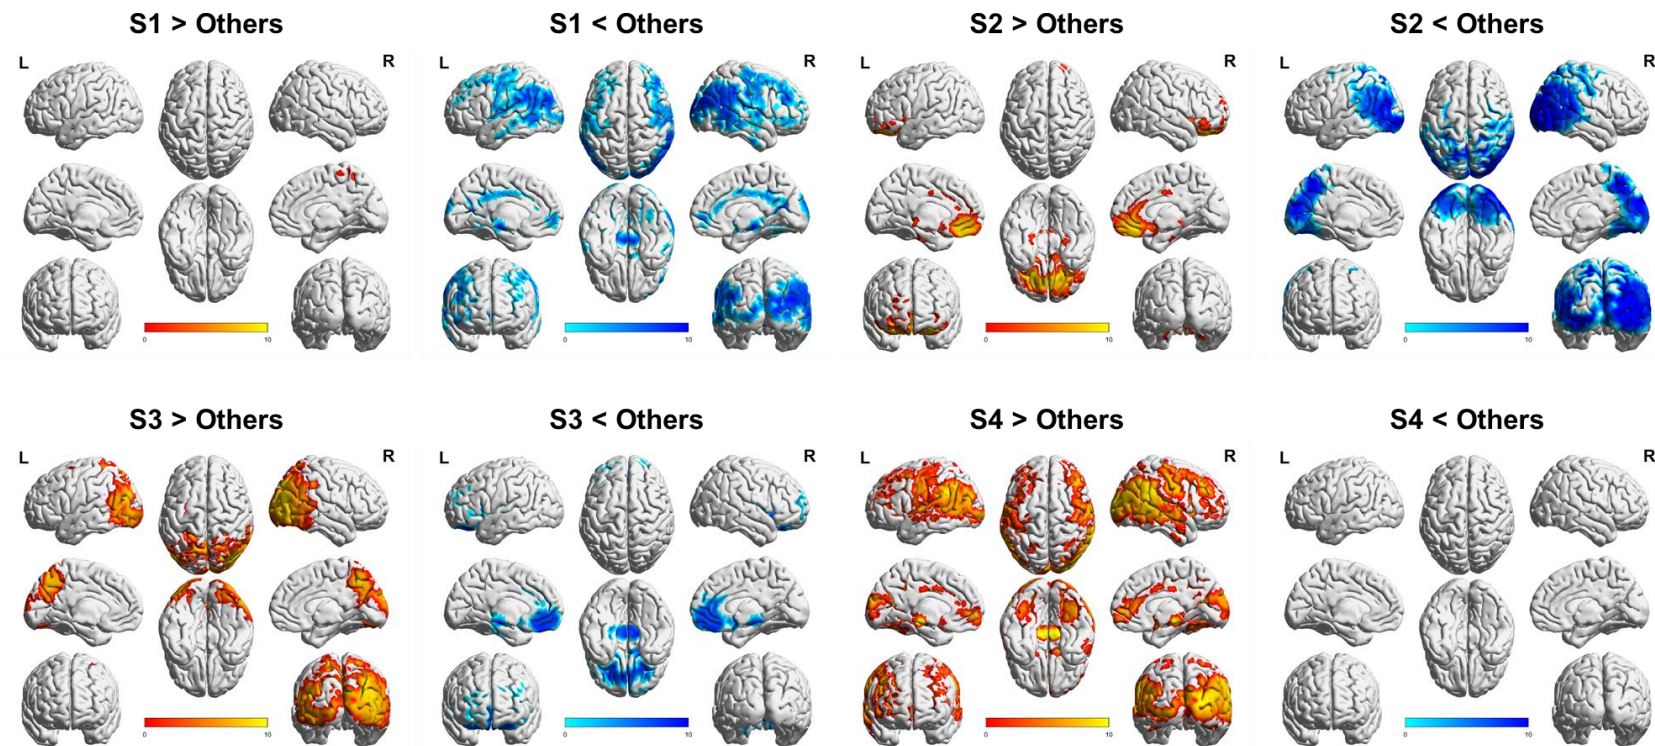 S1 > Others
S1 < Others
S2 > Others
S2 < Others
L
R
L
R
L
R
L
R
0
10
0
10
0
10
0
10
S3 > Others
S3 < Others
S4 > Others
S4 < Others
L
R
L
R
L
R
L
R
0
10
0
10
0
10
0
10